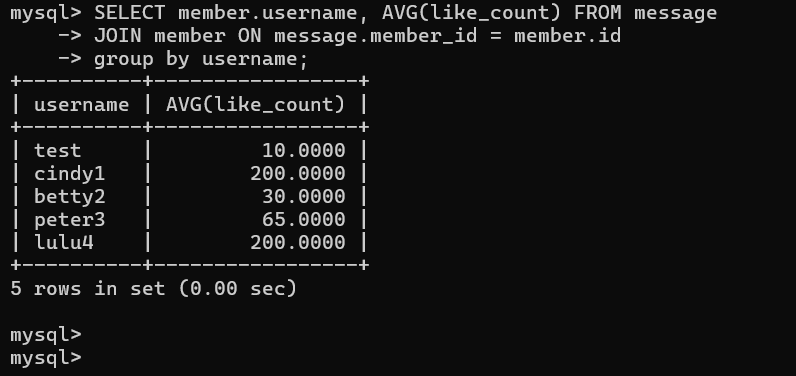 mysql> SELECT member.username, AVG(like_count) FROM message
    -> JOIN member ON message.member_id = member.id
    -> group by username;
+----------+-----------------+
| username | AVG(like_count) |
+----------+-----------------+
| test     |         10.0000 |
| cindy1   |        200.0000 |
| betty2   |         30.0000 |
| peter3   |         65.0000 |
| lulu4    |        200.0000 |
+----------+-----------------+
5 rows in set (0.00 sec)

mysql>
mysql>